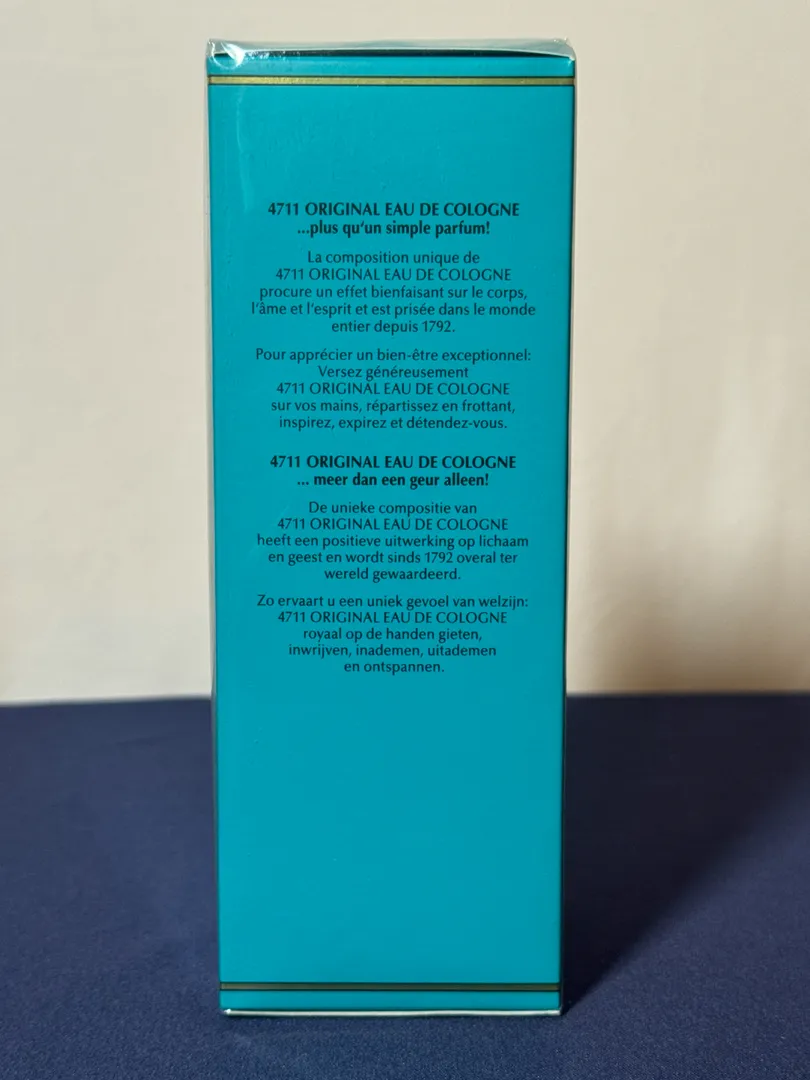 4711 ORIGINAL EAU DE COLOGNE
...plus qu'un simple parfum!
La composition unique de
4711 ORIGINAL EAU DE COLOGNE
procure un effet bienfaisant sur le corps,
l'âme et l'esprit et est prisée dans le monde
entier depuis 1792.
Pour apprécier un bien-être exceptionnel:
Versez généreusement
4711 ORIGINAL EAU DE COLOGNE
sur vos mains, répartissez en frottant,
inspirez, expirez et détendez-vous.
4711 ORIGINAL EAU DE COLOGNE
... meer dan een geur alleen!
De unieke compositie van
4711 ORIGINAL EAU DE COLOGNE
heeft een positieve uitwerking op lichaam
en geest en wordt sinds 1792 overal ter
wereld gewaardeerd.
Zo ervaart u een uniek gevoel van welzijn:
4711 ORIGINAL EAU DE COLOGNE
royaal op de handen gieten,
inwrijven, inademen, uitademen
en ontspannen.